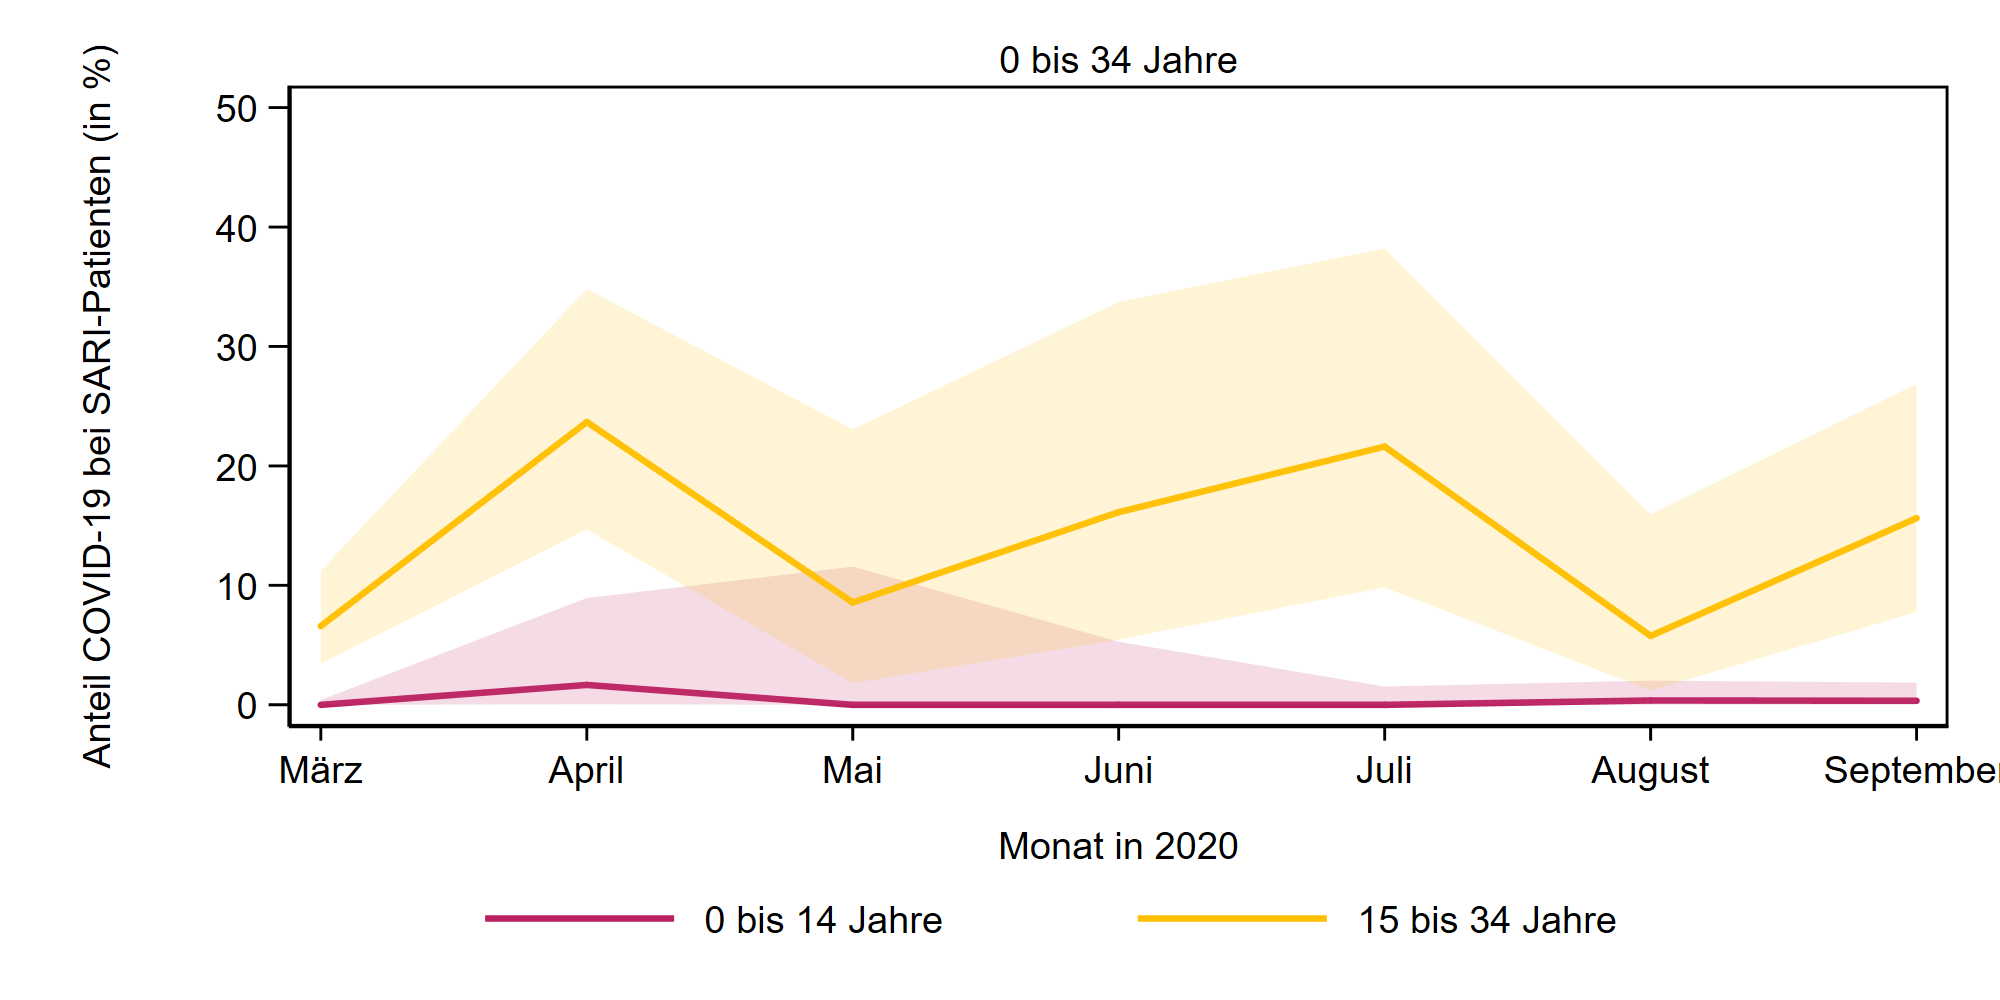 0 bis 34 Jahre
Anteil COVID-19 bei SARI-Patienten (in %)
50
40
30
20
10
0
März April Mai Juni Juli August September
Monat in 2020
0 bis 14 Jahre 15 bis 34 Jahre